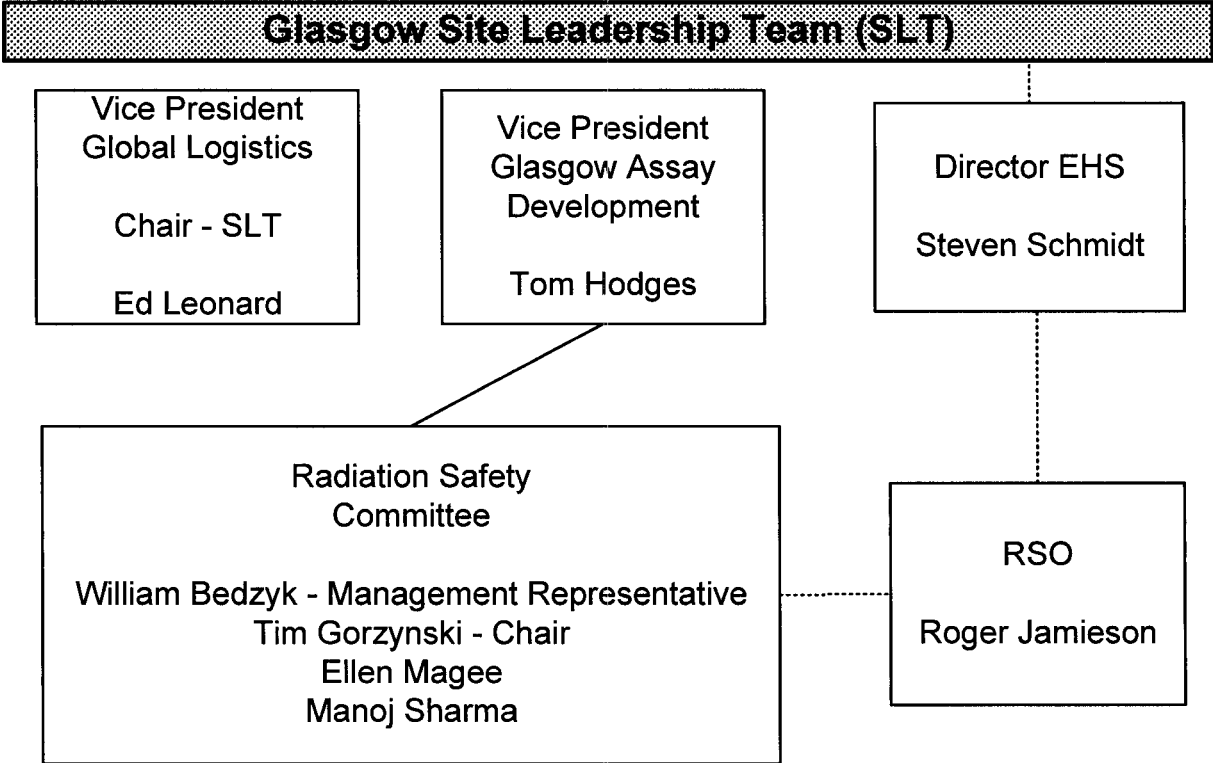 Glasgow Site Leadership Team (SLT)
Vice President
Global Logistics
Chair - SLT
Ed Leonard
Vice President
Glasgow Assay
Development
Tom Hodges
Director EHS
Steven Schmidt
Radiation Safety
Committee
William Bedzyk - Management Representative
Tim Gorzynski - Chair
Ellen Magee
Manoj Sharma
RSO
Roger Jamieson